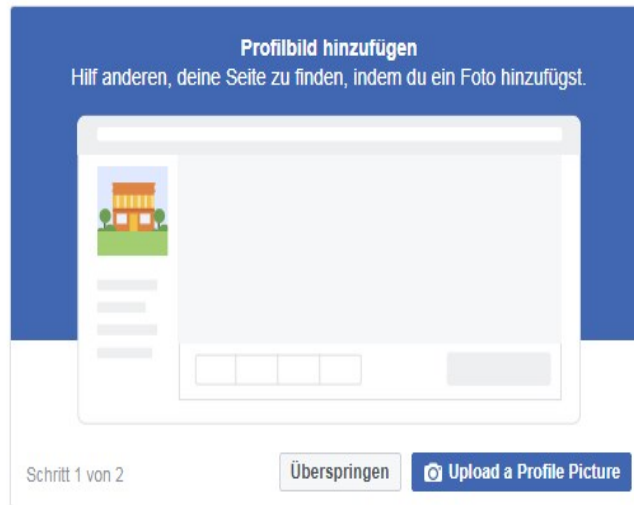 Profilbild hinzufügen
Hilf anderen, deine Seite zu finden, indem du ein Foto hinzufügst.
Schritt 1 von 2
Überspringen
Upload a Profile Picture